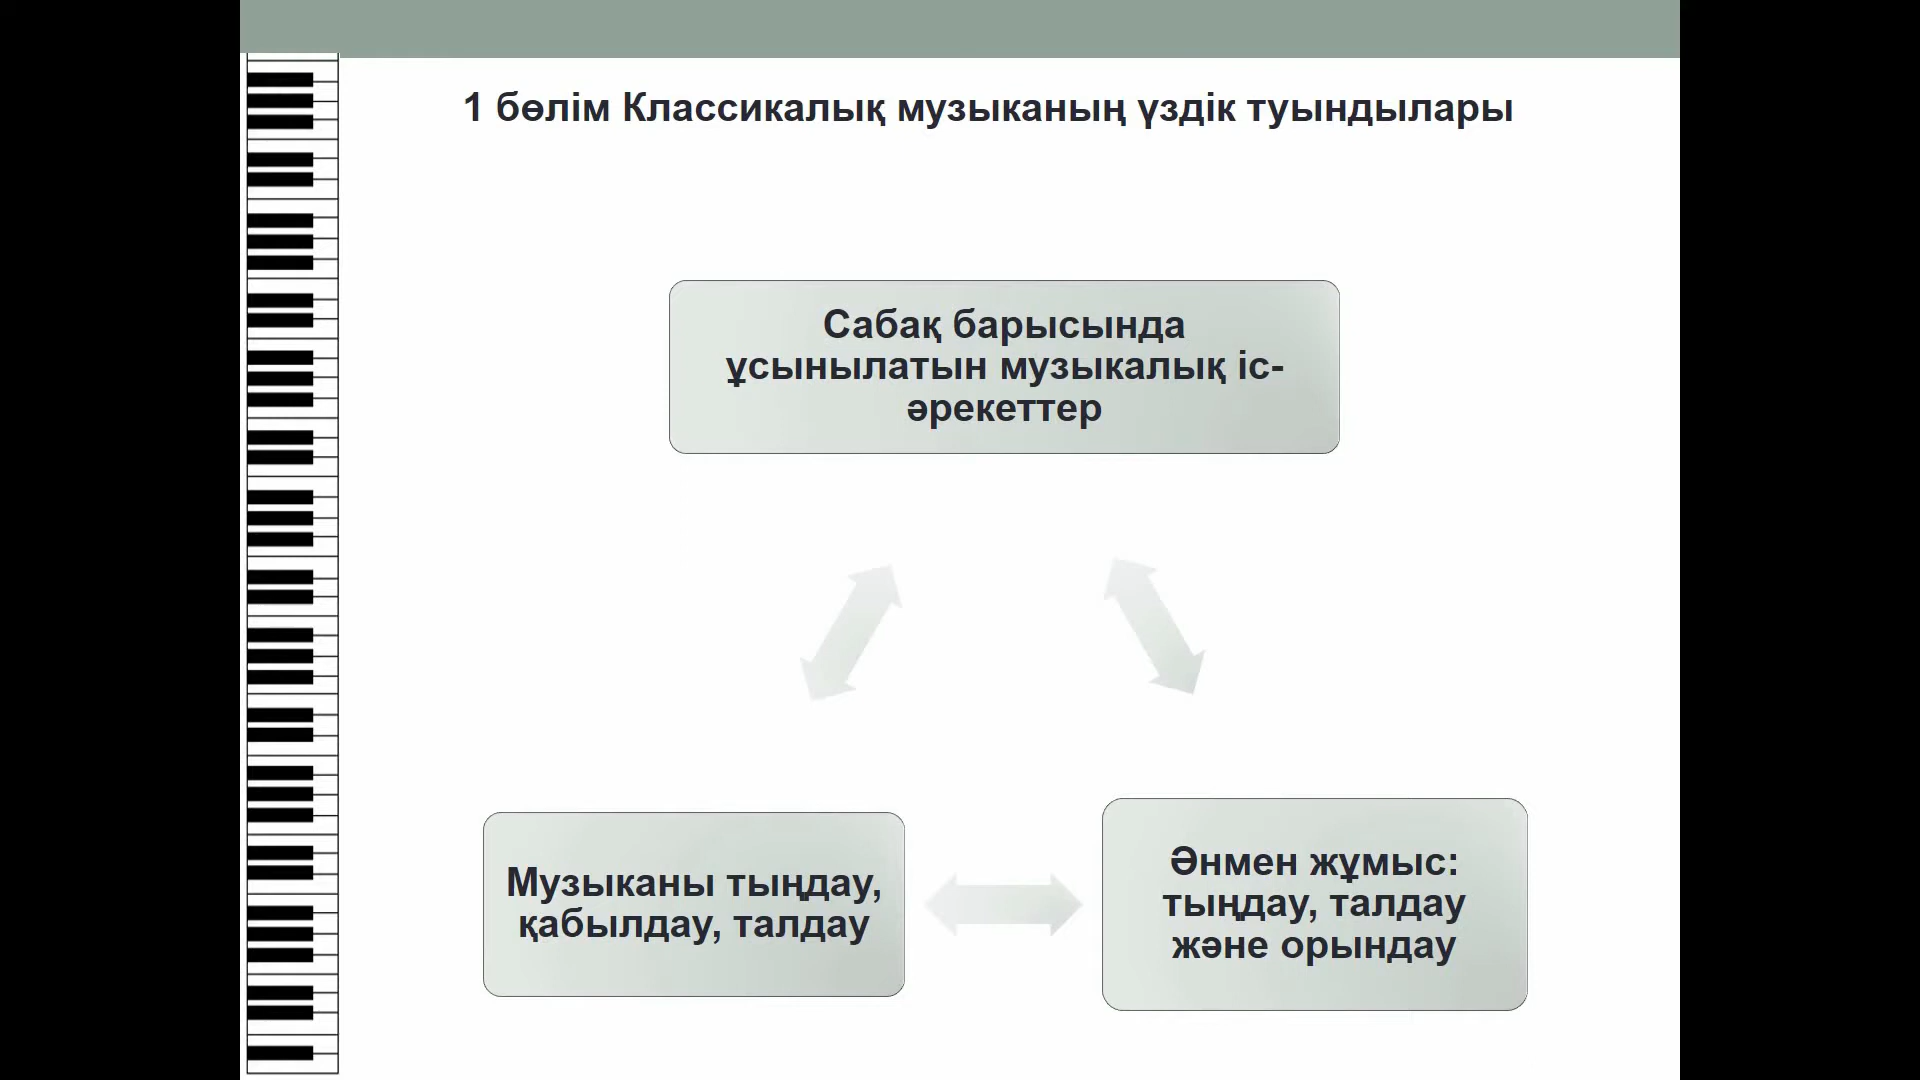 1 бөлім Классикалық музыканың үздік туындылары
Сабақ барысында
ұсынылатын музыкалық іс-
әрекеттер
Музыканы тыңдау,
қабылдау, талдау
Әнмен жұмыс:
тыңдау, талдау
және орындау